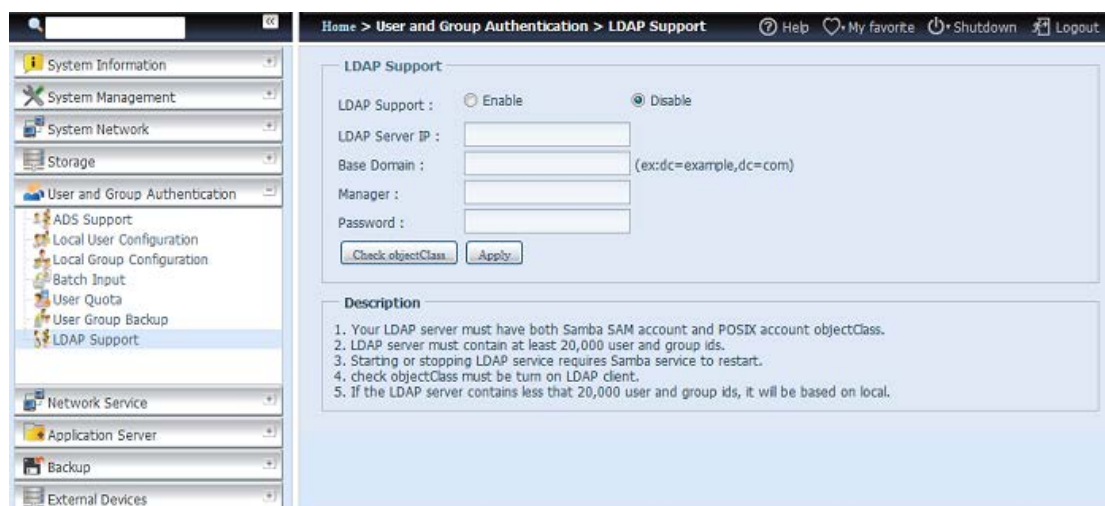 Home > User and Group Authentication > LDAP Support
Help
My favorite
Shutdown
Logout
System Information
System Management
System Network
Storage
User and Group Authentication
ADS Support
Local User Configuration
Local Group Configuration
Batch Input
User Quota
User Group Backup
LDAP Support
Network Service
Application Server
Backup
External Devices
LDAP Support
LDAP Support : Enable Disable
LDAP Server IP :
Base Domain : (ex:dc=example,dc=com)
Manager :
Password :
Check objectClass Apply
Description
1. Your LDAP server must have both Samba SAM account and POSIX account objectClass.
2. LDAP server must contain at least 20,000 user and group ids.
3. Starting or stopping LDAP service requires Samba service to restart.
4. check objectClass must be turn on LDAP client.
5. If the LDAP server contains less that 20,000 user and group ids, it will be based on local.